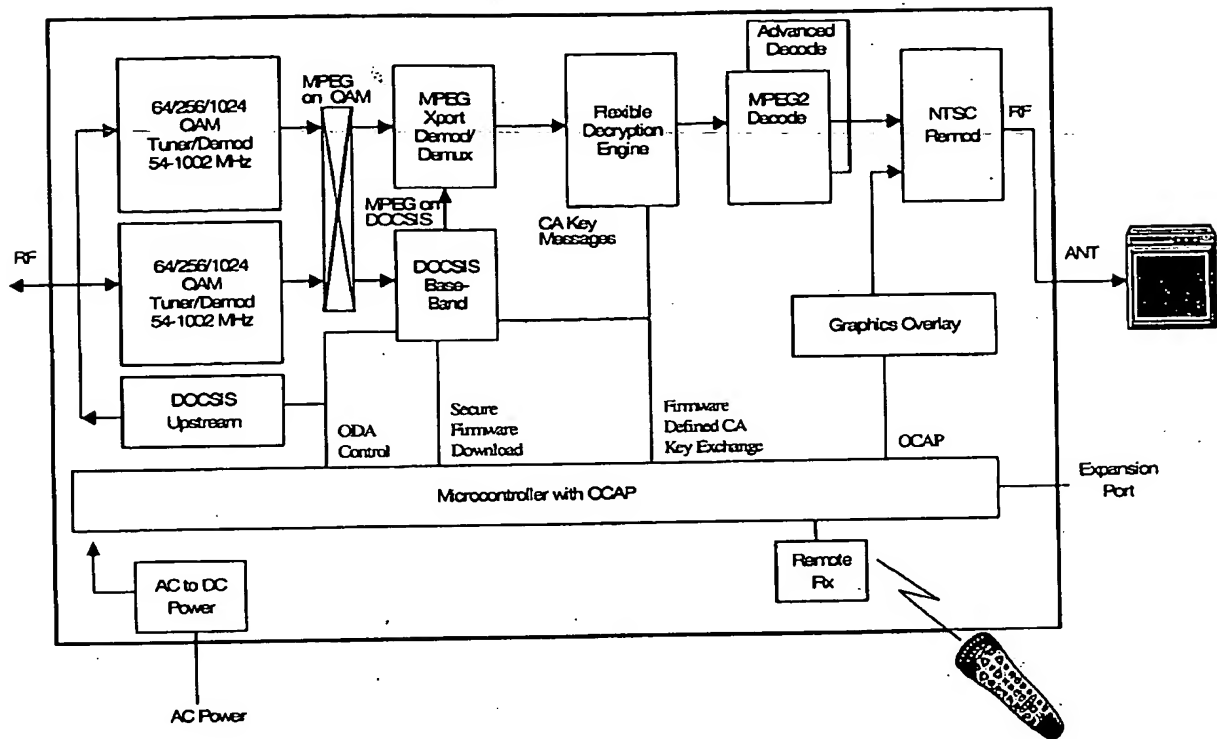 Advanced
Decode
64/256/1024
QAM
Tuner/Demod
54-1002 MHz
MPEG
on QAM
MPEG
Xport
Demod/
Demux
Flexible
Decryption
Engine
MPEG2
Decode
NTSC
Remod
RF
MPEG on
DOCSIS
CA Key
Messages
RF
64/256/1024
QAM
Tuner/Demod
54-1002 MHz
DOCSIS
Base-
Band
ANT
Graphics Overlay
DOCSIS
Upstream
ODA
Control
Secure
Firmware
Download
Firmware
Defined CA
Key Exchange
OCAP
Microcontroller with OCAP
Expansion
Port
AC to DC
Power
Remote
Rx
AC Power